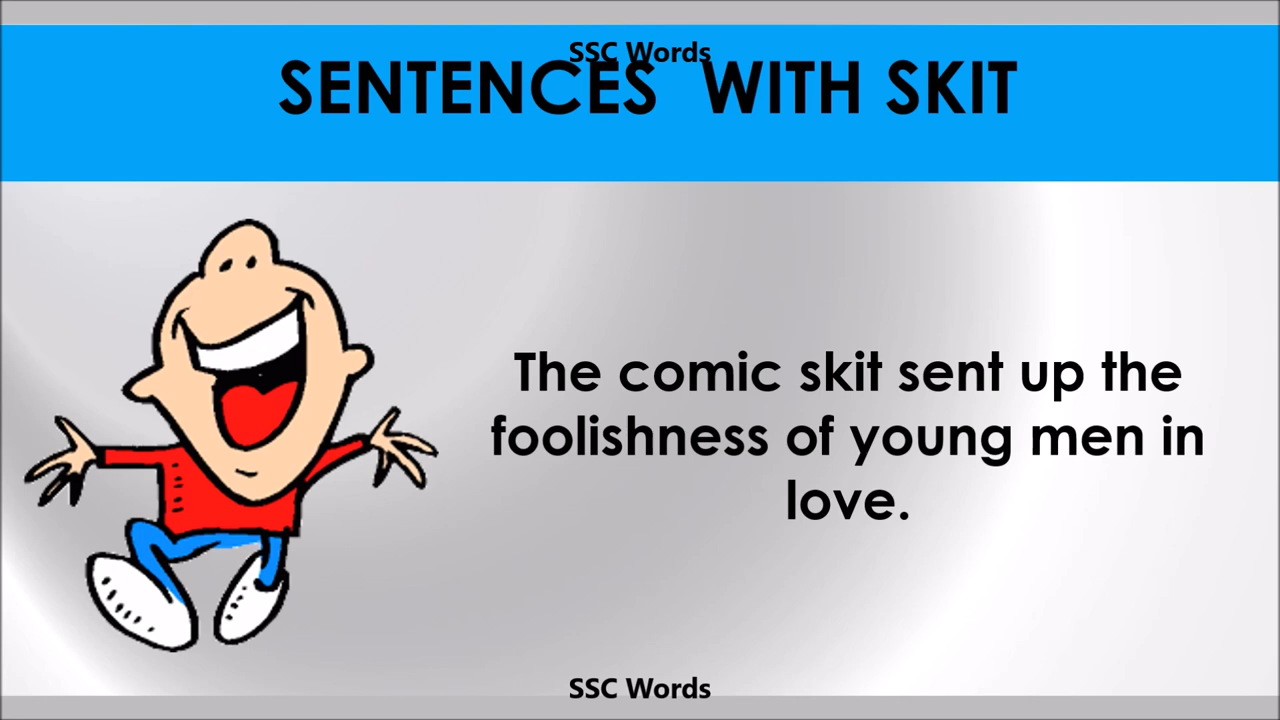 SSC Words
SENTENCES WITH SKIT
The comic skit sent up the
foolishness of young men in
love.
SSC Words